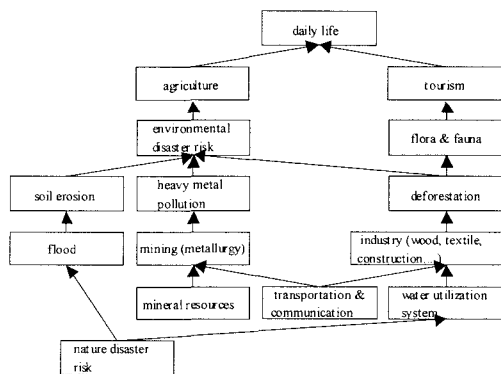 daily life
agriculture
tourism
environmental
disaster risk
flora & fauna
soil erosion
heavy metal
pollution
deforestation
flood
mining (metallurgy)
industry (wood, textile,
construction....)
mineral resources
transportation &
communication
water utilization
system
nature disaster
risk